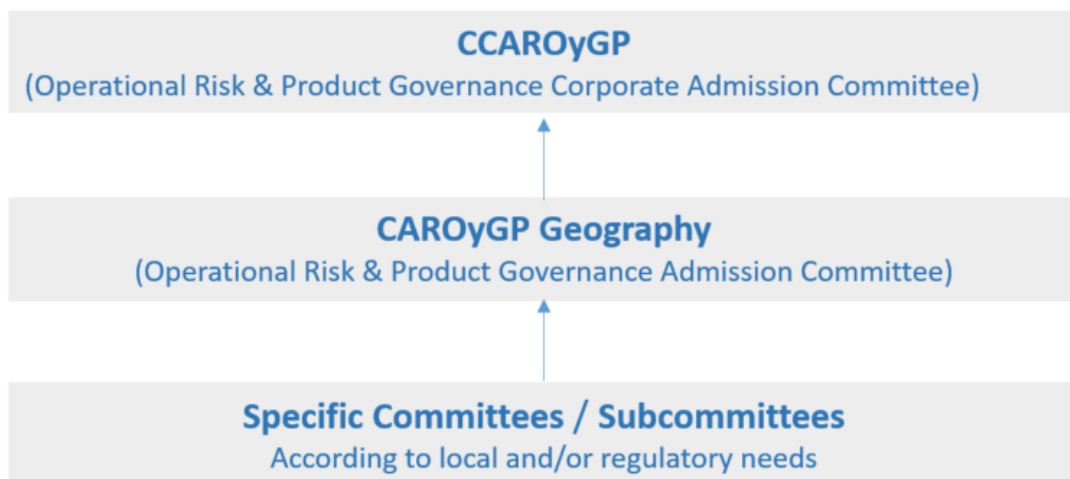 CCAROyGP
(Operational Risk & Product Governance Corporate Admission Committee)
CAROyGP Geography
(Operational Risk & Product Governance Admission Committee)
Specific Committees / Subcommittees
According to local and/or regulatory needs